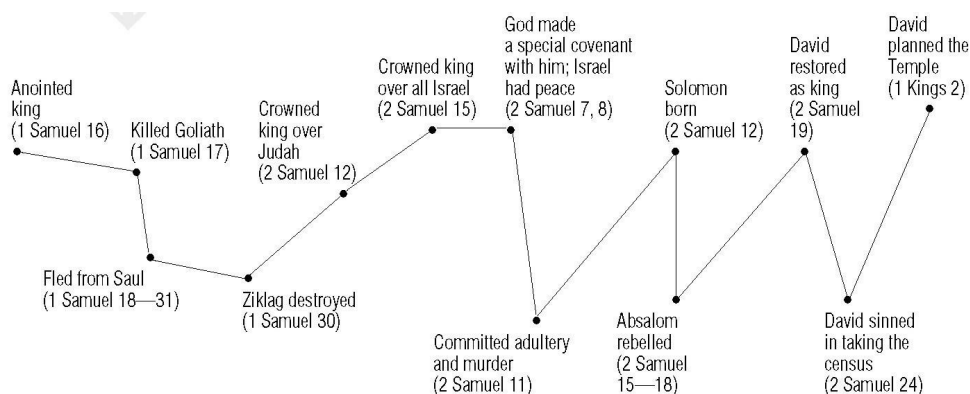 Anointed
king
(1 Samuel 16)
Killed Goliath
(1 Samuel 17)
Fled from Saul
(1 Samuel 18—31)
Ziklag destroyed
(1 Samuel 30)
Crowned
king over
Judah
(2 Samuel 12)
Crowned king
over all Israel
(2 Samuel 15)
God made
a special covenant
with him; Israel
had peace
(2 Samuel 7, 8)
Committed adultery
and murder
(2 Samuel 11)
Solomon
born
(2 Samuel 12)
Absalom
rebelled
(2 Samuel
15—18)
David
restored
as king
(2 Samuel
19)
David sinned
in taking the
census
(2 Samuel 24)
David
planned the
Temple
(1 Kings 2)